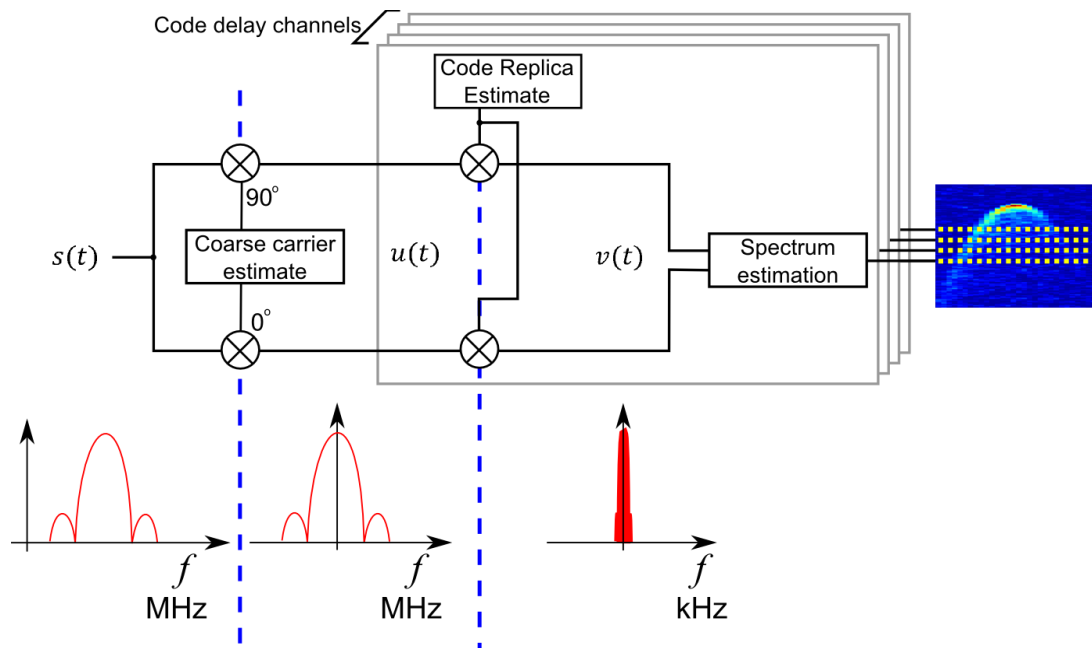 Code delay channels
Code Replica
Estimate
90°
s(t)
Coarse carrier
estimate
u(t)
v(t)
Spectrum
estimation
0°
f
MHz
f
MHz
f
kHz